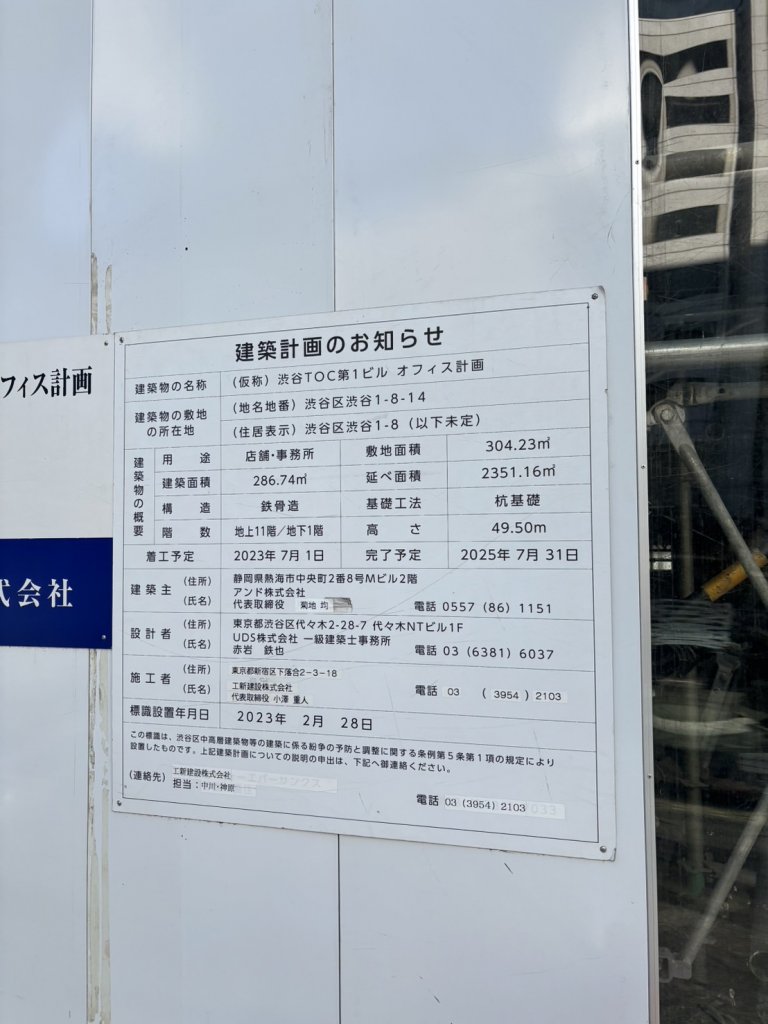 フィス計画
式会社
建築計画のお知らせ
建築物の名称 (仮称) 渋谷TOC第1ビル オフィス計画
建築物の敷地の所在地 (地名地番) 渋谷区渋谷1-8-14
(住居表示) 渋谷区渋谷1-8 (以下未定)
建築物の概要
用途 店舗・事務所 敷地面積 304.23㎡
建築面積 286.74㎡ 延べ面積 2351.16㎡
構造 鉄骨造 基礎工法 杭基礎
階数 地上11階/地下1階 高さ 49.50m
着工予定 2023年 7月 1日 完了予定 2025年 7月 31日
建築主 (住所) 静岡県熱海市中央町2番8号Mビル2階
(氏名) アンド株式会社
代表取締役 菊地 均 電話 0557 (86) 1151
設計者 (住所) 東京都渋谷区代々木2-28-7 代々木NTビル1F
(氏名) UDS株式会社 一級建築士事務所
赤岩 鉄也 電話 03 (6381) 6037
施工者 (住所) 東京都新宿区下落合2-3-18
(氏名) 工新建設株式会社
代表取締役 小澤 重人 電話 03 (3954) 2103
標識設置年月日 2023年 2月 28日
この標識は、渋谷区中高層建築物等の建築に係る紛争の予防と調整に関する条例第5条第1項の規定により
設置したものです。上記建築計画についての説明の申出は、下記へ御連絡ください。
(連絡先) 工新建設株式会社
担当:中川・神原
電話 03 (3954) 2103